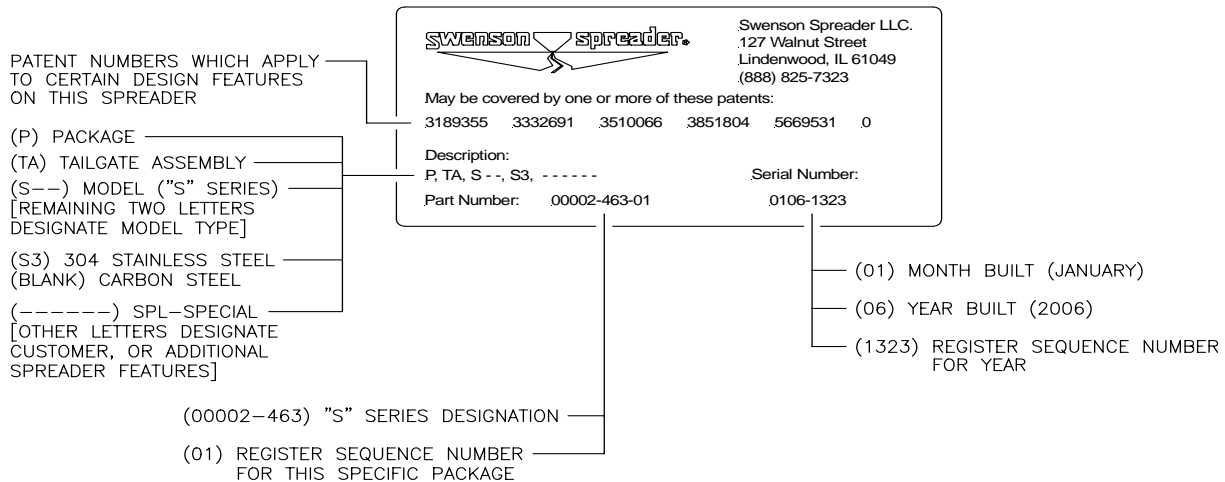 swenson spreader®
Swenson Spreader LLC.
127 Walnut Street
Lindenwood, IL 61049
(888) 825-7323
May be covered by one or more of these patents:
3189355 3332691 3510066 3851804 5669531 0
Description:
P, TA, S - -, S3, - - - - - -
Serial Number:
Part Number: 00002-463-01
0106-1323
PATENT NUMBERS WHICH APPLY
TO CERTAIN DESIGN FEATURES
ON THIS SPREADER
(P) PACKAGE
(TA) TAILGATE ASSEMBLY
(S--) MODEL ("S" SERIES)
[REMAINING TWO LETTERS
DESIGNATE MODEL TYPE]
(S3) 304 STAINLESS STEEL
(BLANK) CARBON STEEL
(------) SPL-SPECIAL
[OTHER LETTERS DESIGNATE
CUSTOMER, OR ADDITIONAL
SPREADER FEATURES]
(00002-463) "S" SERIES DESIGNATION
(01) REGISTER SEQUENCE NUMBER
FOR THIS SPECIFIC PACKAGE
(01) MONTH BUILT (JANUARY)
(06) YEAR BUILT (2006)
(1323) REGISTER SEQUENCE NUMBER
FOR YEAR